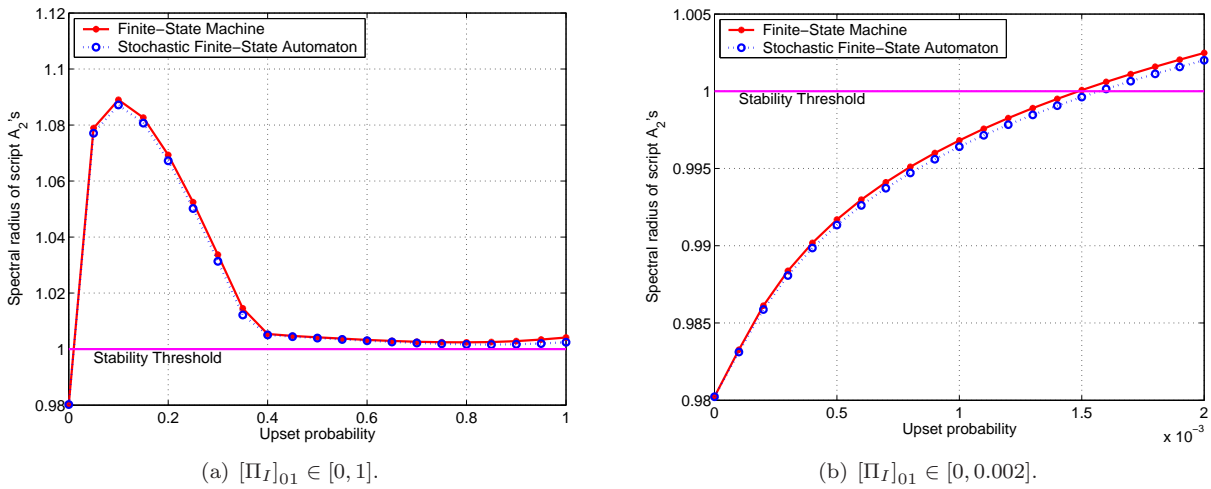 1.12
1.1
1.08
1.06
1.04
1.02
1
0.98
0
0.2
0.4
0.6
0.8
1
Spectral radius of script A₂'s
Upset probability
Finite−State Machine
Stochastic Finite−State Automaton
Stability Threshold
(a) [Π_I]_{01} ∈ [0, 1].
1.005
1
0.995
0.99
0.985
0.98
0
0.5
1
1.5
2
x 10⁻³
Spectral radius of script A₂'s
Upset probability
Finite−State Machine
Stochastic Finite−State Automaton
Stability Threshold
(b) [Π_I]_{01} ∈ [0, 0.002].